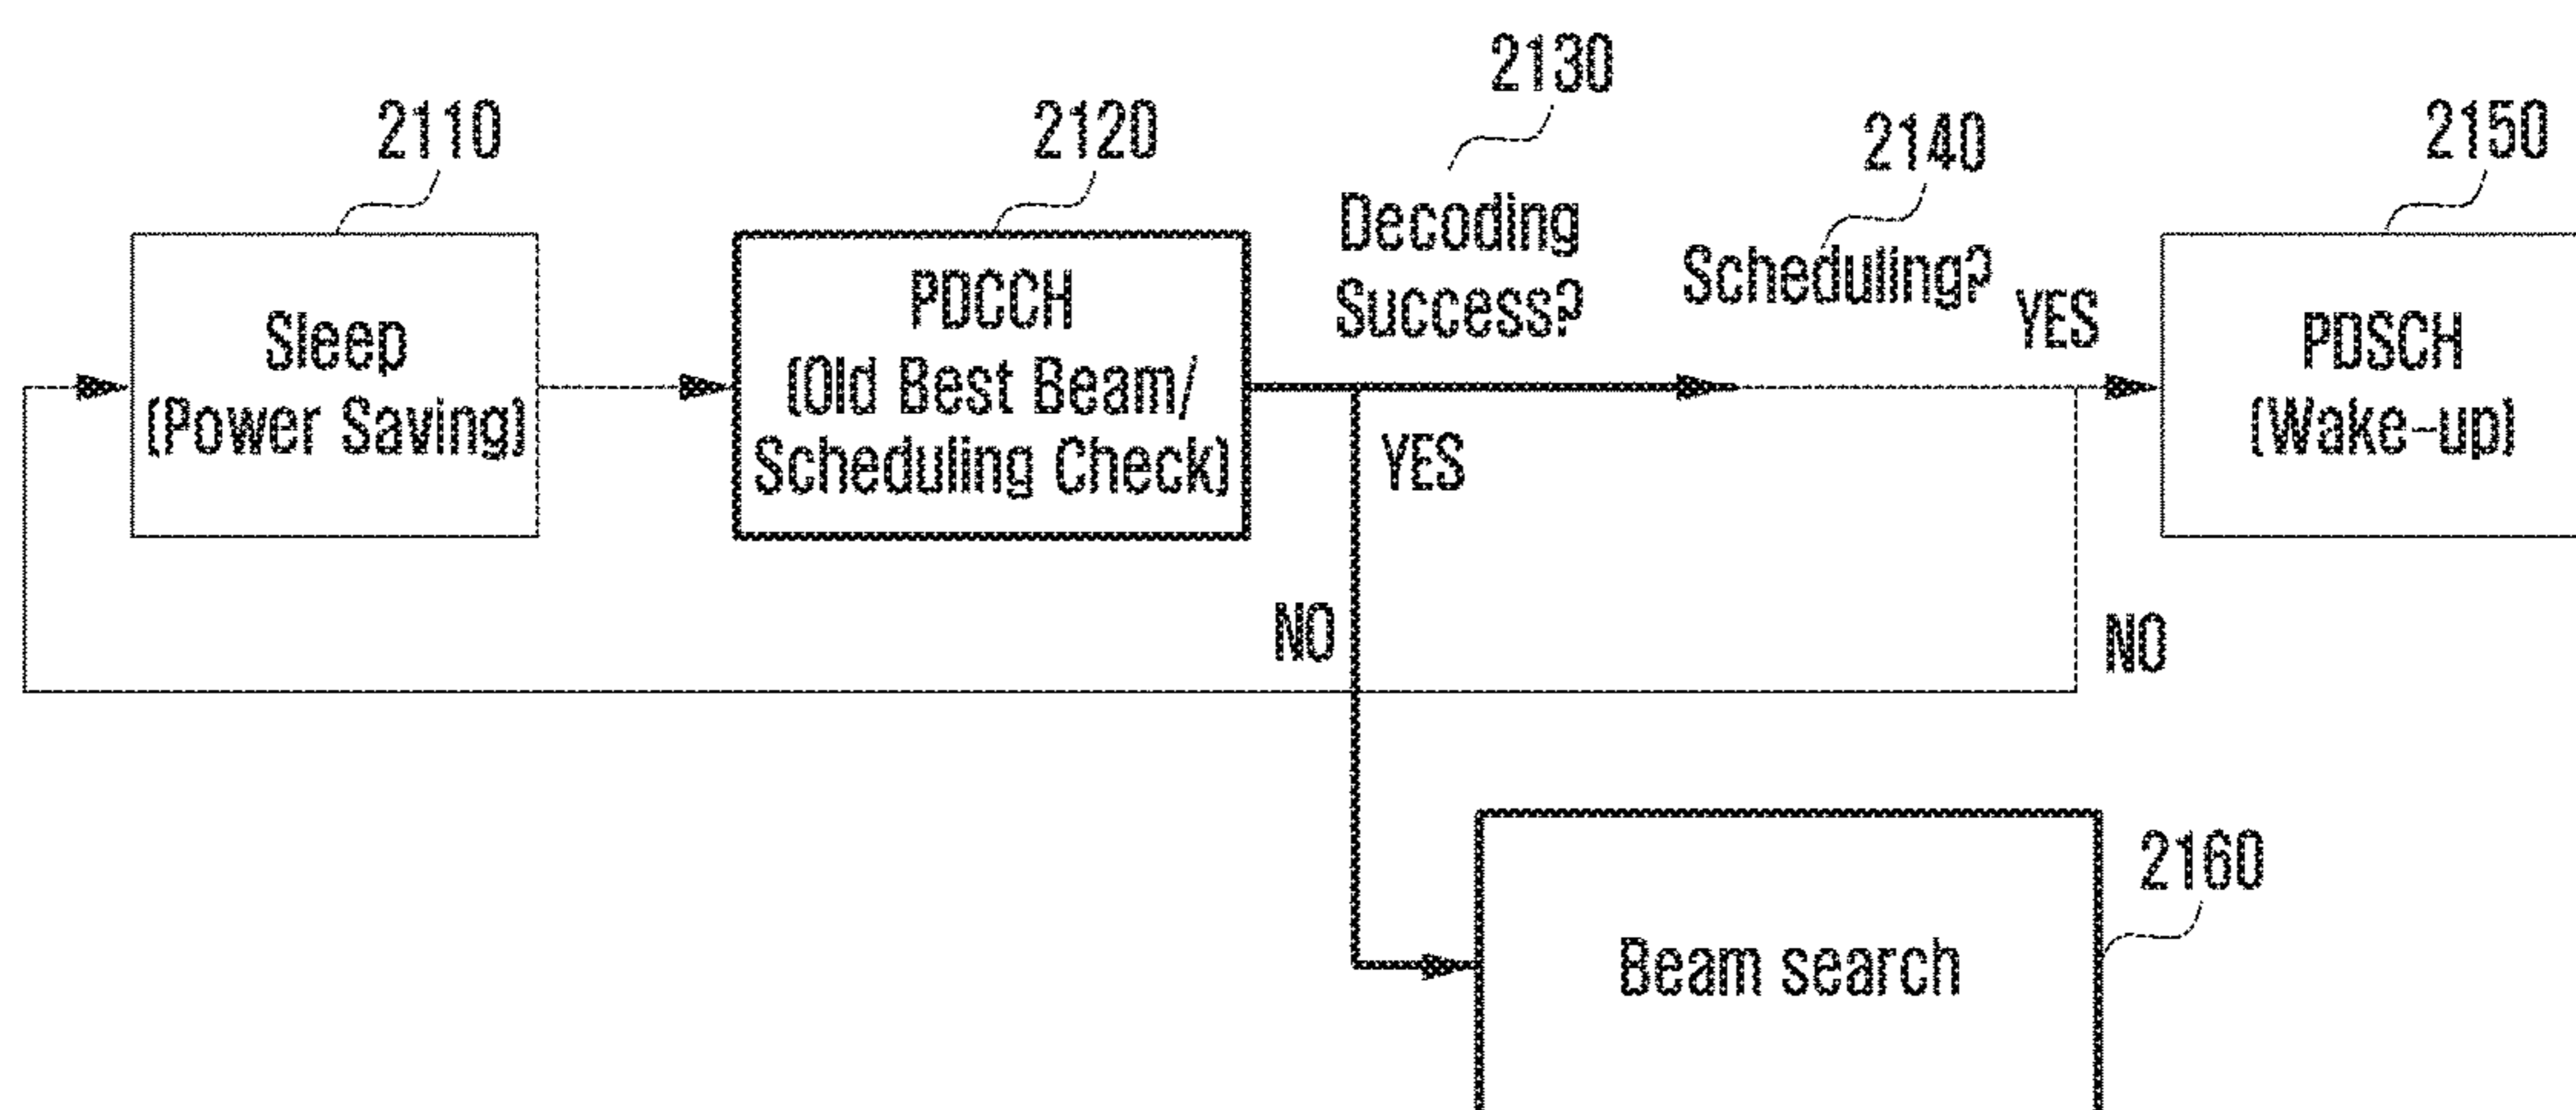 2130
2110
2120
2140
2150
Decoding
Success?
Scheduling?
YES
Sleep
(Power Saving)
PDCCH
(Old Best Beam/
Scheduling Check)
YES
PDSCH
(Wake-up)
NO
NO
2160
Beam search